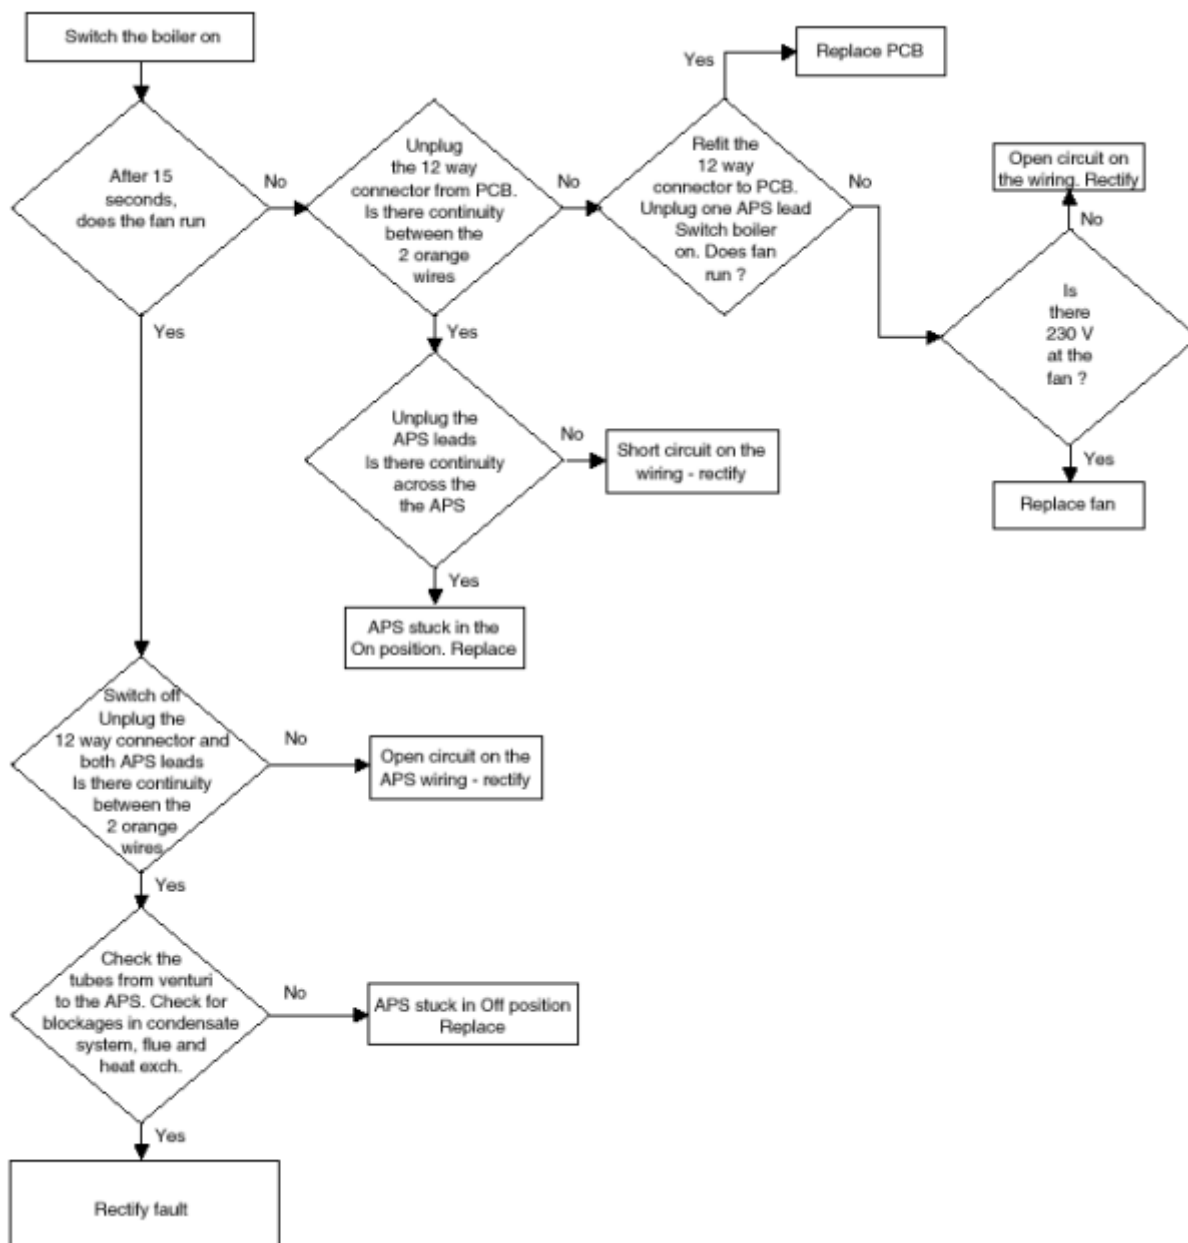 Switch the boiler on
After 15
seconds,
does the fan run
No
Yes
Unplug
the 12 way
connector from PCB.
Is there continuity
between the
2 orange
wires
No
Yes
Refit the
12 way
connector to PCB.
Unplug one APS lead
Switch boiler
on. Does fan
run ?
Yes
Replace PCB
No
Is
there
230 V
at the
fan ?
No
Open circuit on
the wiring. Rectify
Yes
Replace fan
Unplug the
APS leads
Is there continuity
across the
the APS
No
Short circuit on the
wiring - rectify
Yes
APS stuck in the
On position. Replace
Switch off
Unplug the
12 way connector and
both APS leads
Is there continuity
between the
2 orange
wires
No
Open circuit on the
APS wiring - rectify
Yes
Check the
tubes from venturi
to the APS. Check for
blockages in condensate
system, flue and
heat exch.
No
APS stuck in Off position
Replace
Yes
Rectify fault